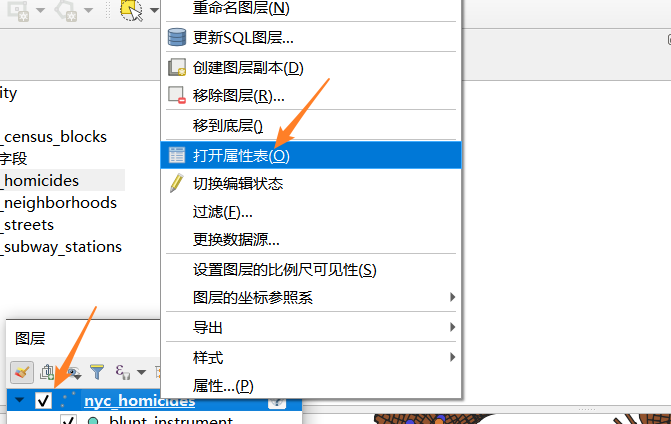 重命名图层(N)
更新SQL图层...
创建图层副本(D)
移除图层(R)...
移到底层()
打开属性表(O)
切换编辑状态
过滤(F)...
更换数据源...
设置图层的比例尺可见性(S)
图层的坐标参照系
导出
样式
属性...(P)
ity
_census_blocks
字段
_homicides
_neighborhoods
_streets
_subway_stations
图层
nyc_homicides
blunt_instrument